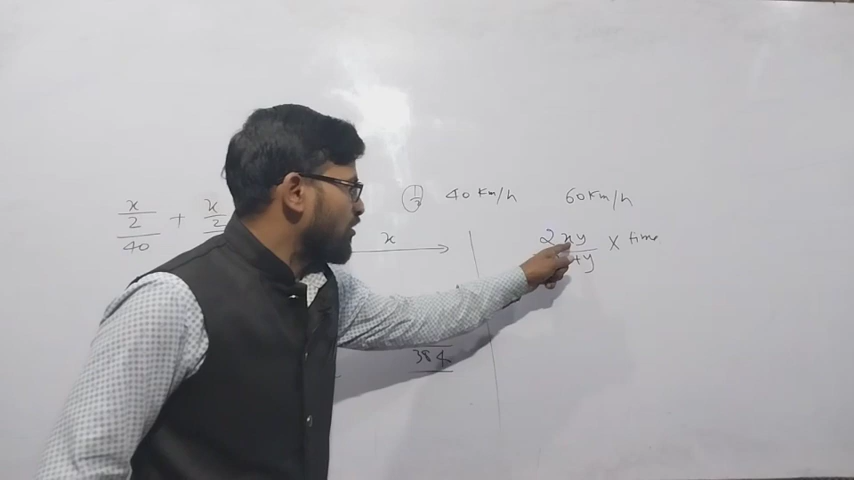 40 km/h 60 km/h
x/2/40 + x/2
x
2xy/+y × time
384